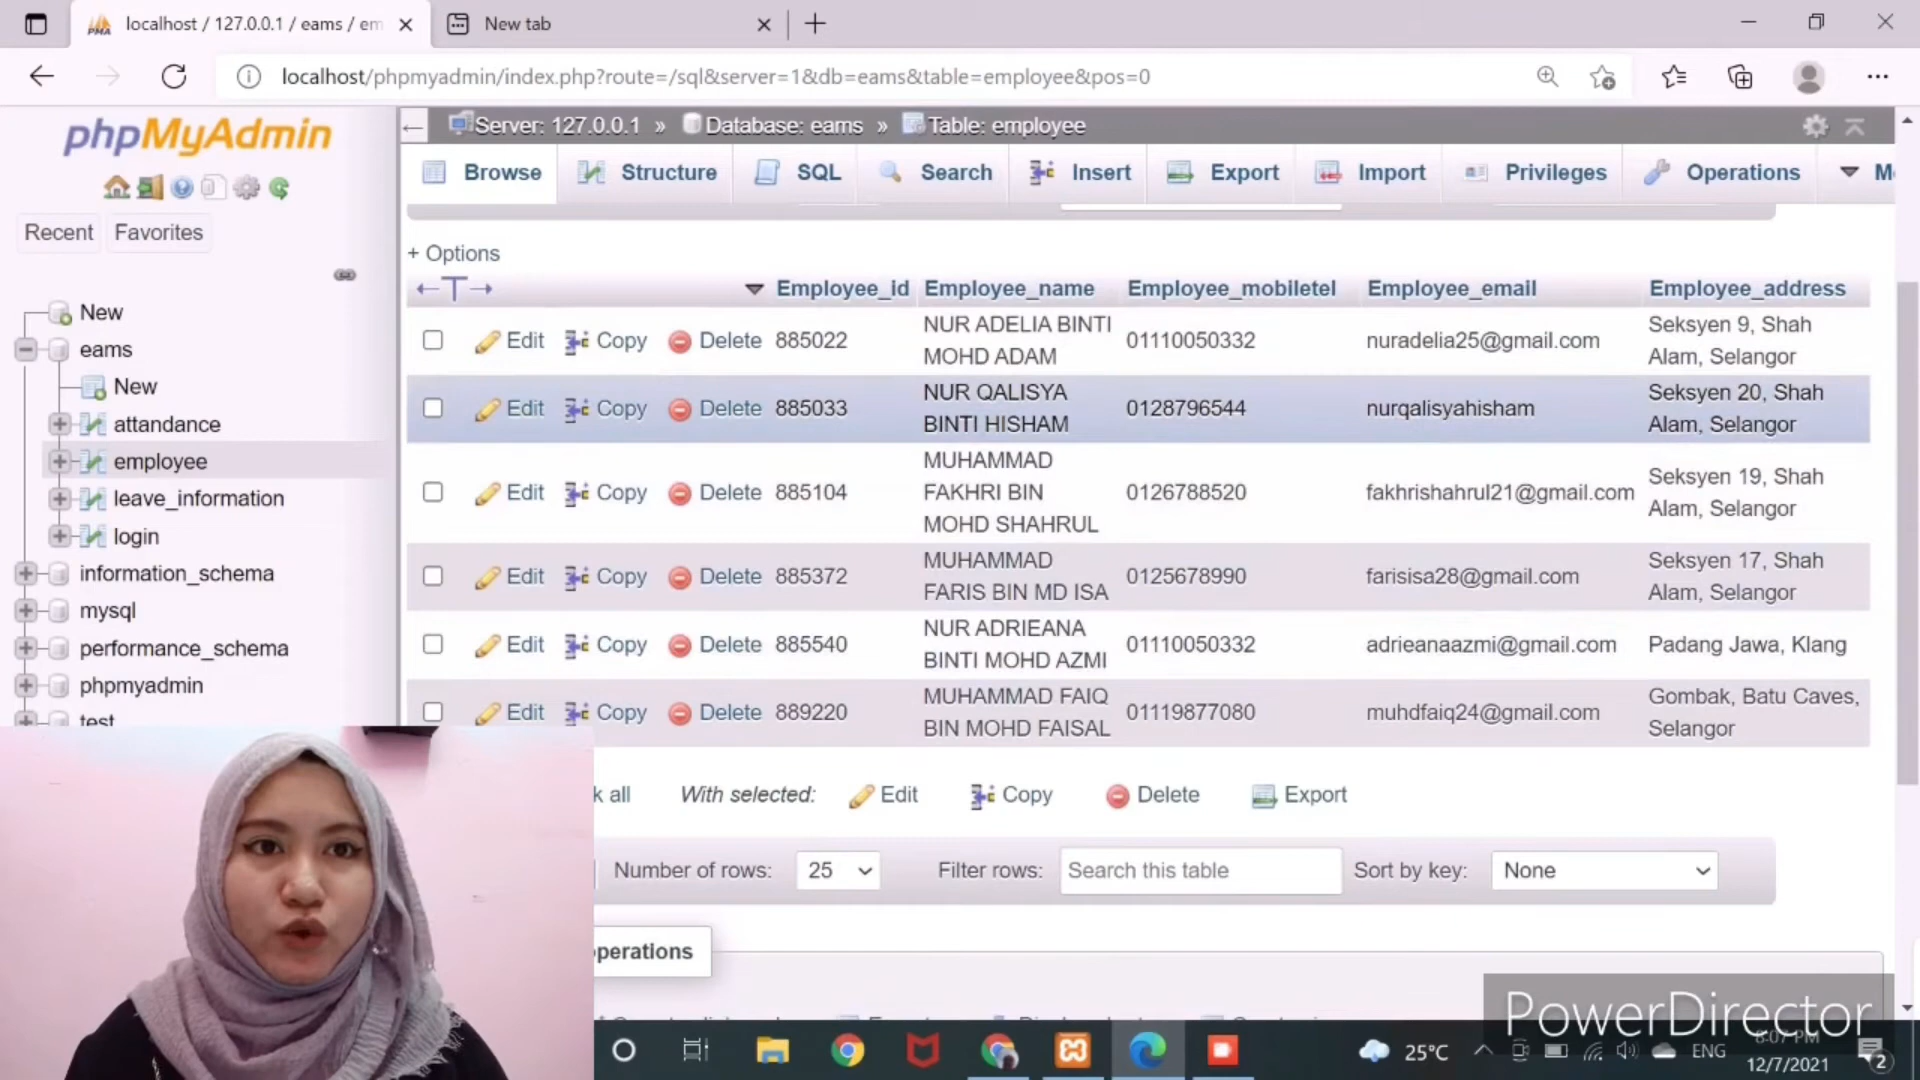 localhost / 127.0.0.1 / eams / em
New tab
localhost/phpmyadmin/index.php?route=/sql&server=1&db=eams&table=employee&pos=0
phpMyAdmin
Recent
Favorites
New
eams
New
attandance
employee
leave_information
login
information_schema
mysql
performance_schema
phpmyadmin
test
Server: 127.0.0.1 » Database: eams » Table: employee
Browse Structure SQL Search Insert Export Import Privileges Operations
+ Options
Employee_id Employee_name Employee_mobiletel Employee_email Employee_address
Edit Copy Delete 885022 NUR ADELIA BINTI MOHD ADAM 01110050332 nuradelia25@gmail.com Seksyen 9, Shah Alam, Selangor
Edit Copy Delete 885033 NUR QALISYA BINTI HISHAM 0128796544 nurqalisyahisham Seksyen 20, Shah Alam, Selangor
Edit Copy Delete 885104 MUHAMMAD FAKHRI BIN MOHD SHAHRUL 0126788520 fakhrishahrul21@gmail.com Seksyen 19, Shah Alam, Selangor
Edit Copy Delete 885372 MUHAMMAD FARIS BIN MD ISA 0125678990 farisisa28@gmail.com Seksyen 17, Shah Alam, Selangor
Edit Copy Delete 885540 NUR ADRIEANA BINTI MOHD AZMI 01110050332 adrieanaazmi@gmail.com Padang Jawa, Klang
Edit Copy Delete 889220 MUHAMMAD FAIQ BIN MOHD FAISAL 01119877080 muhdfaiq24@gmail.com Gombak, Batu Caves, Selangor
k all With selected: Edit Copy Delete Export
Number of rows: 25 Filter rows: Search this table Sort by key: None
perations
PowerDirector
25°C ENG 8:07 PM
12/7/2021
2